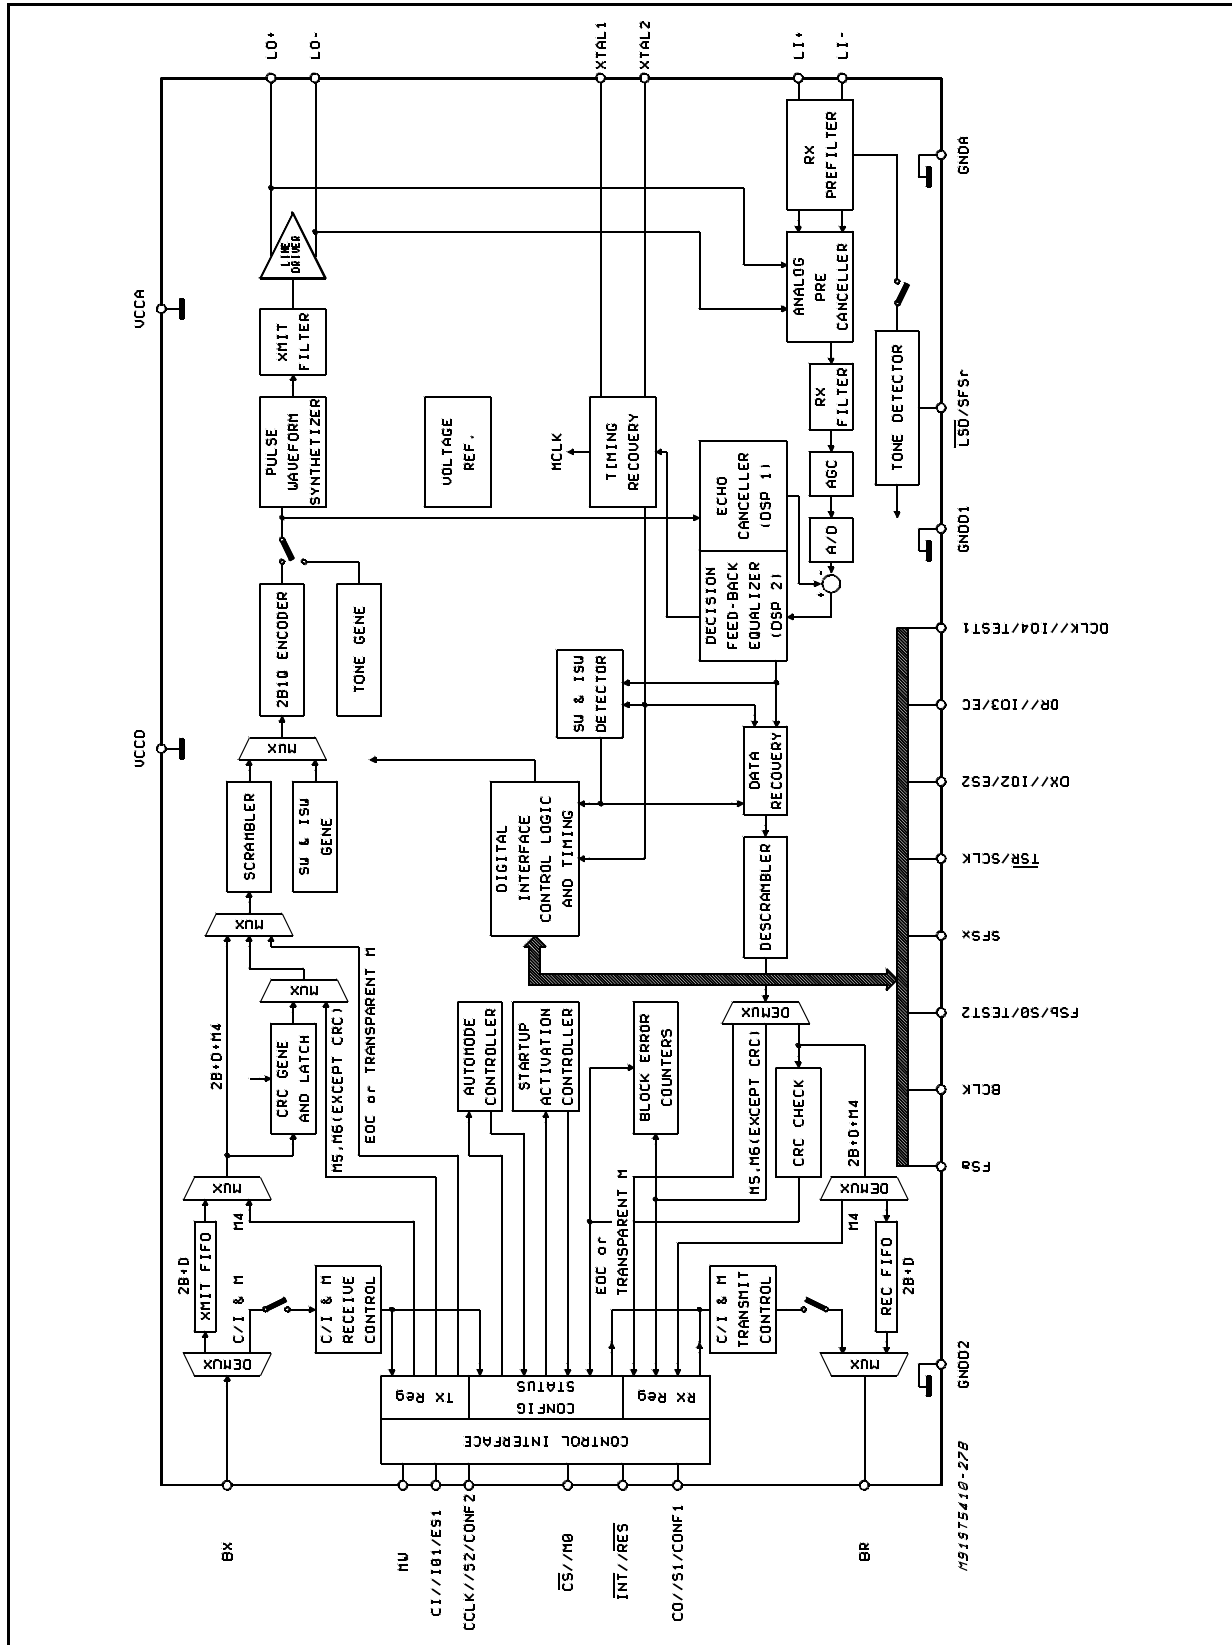 LO+
LO-
XTAL1
XTAL2
LI+
LI-
VCCA
VCCD
GNDA
LSD/SFSr
GNDD1
GNDD2
LINE
DRIVER
XMIT
FILTER
PULSE
WAVEFORM
SYNTHETIZER
VOLTAGE
REF.
MCLK
TIMING
RECOVERY
RX
PREFILTER
ANALOG
PRE
CANCELLER
RX
FILTER
AGC
A/D
-
+
TONE DETECTOR
ECHO
CANCELLER
(DSP 1)
DECISION
FEED-BACK
EQUALIZER
(DSP 2)
2B1Q ENCODER
TONE GENE
MUX
SCRAMBLER
SW & ISW
GENE
SW & ISW
DETECTOR
DIGITAL
INTERFACE
CONTROL LOGIC
AND TIMING
DATA
RECOVERY
DESCRAMBLER
MUX
MUX
2B+D+M4
CRC GENE
AND LATCH
M5,M6(EXCEPT CRC)
EOC or TRANSPARENT M
AUTOMODE
CONTROLLER
STARTUP
ACTIVATION
CONTROLLER
BLOCK ERROR
COUNTERS
DEMUX
M5,M6(EXCEPT CRC)
CRC CHECK
2B+D+M4
EOC or
TRANSPARENT M
MUX
M4
2B+D
XMIT FIFO
C/I & M
DEMUX
C/I & M
RECEIVE
CONTROL
C/I & M
TRANSMIT
CONTROL
DEMUX
M4
REC FIFO
2B+D
MUX
TX Reg
CONFIG
STATUS
RX Reg
CONTROL INTERFACE
BX
MW
CI//IO1/ES1
CCLK//S2/CONF2
CS//M0
INT//RES
CO//S1/CONF1
BR
DCLK//IO4/TEST1
DR//IO3/EC
DX//IO2/ES2
TSR/SCLK
SFSx
FSb/S0/TEST2
BCLK
FSa
M91ST5410-27B